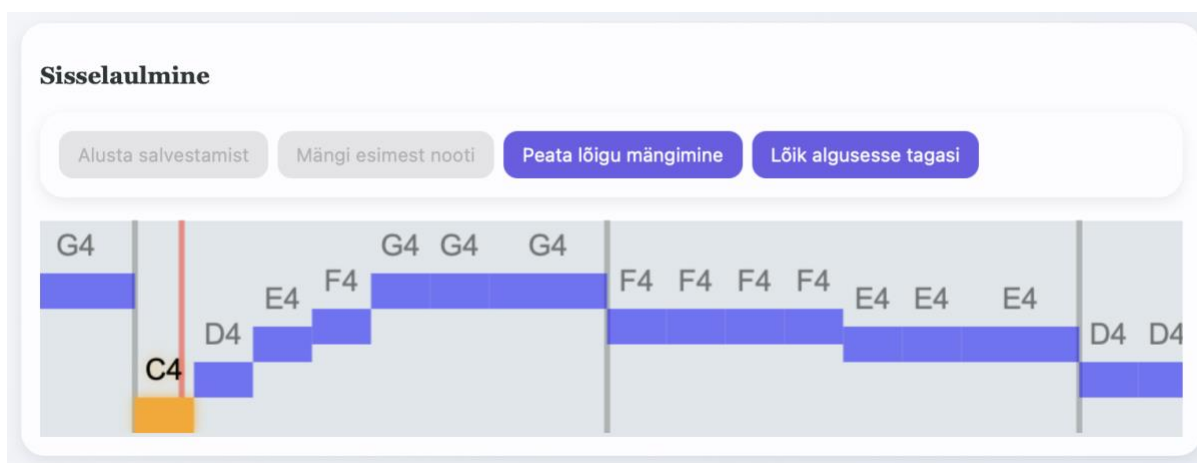 Sisselaulmine
Alusta salvestamist Mängi esimest nooti Peata lõigu mängimine Lõik algusesse tagasi
G4 G4 G4 G4
E4 F4 F4 F4 F4 F4 E4 E4 E4
D4 D4 D4
C4